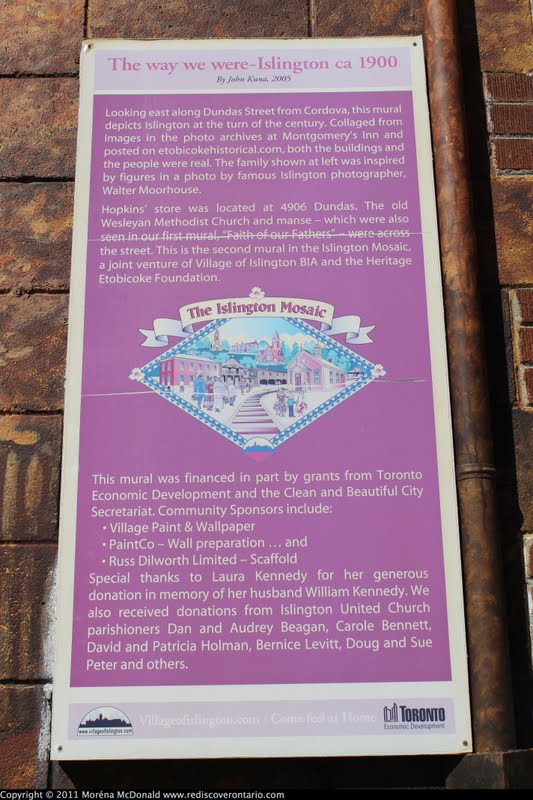 The way we were-Islington ca 1900
By John Kuna, 2005
Looking east along Dundas Street from Cordova, this mural
depicts Islington at the turn of the century. Collaged from
images in the photo archives at Montgomery's Inn and
posted on etobicokehistorical.com, both the buildings and
the people were real. The family shown at left was inspired
by figures in a photo by famous Islington photographer,
Walter Moorhouse.
Hopkins' store was located at 4906 Dundas. The old
Wesleyan Methodist Church and manse – which were also
seen in our first mural, "Faith of our Fathers" – were across
the street. This is the second mural in the Islington Mosaic,
a joint venture of Village of Islington BIA and the Heritage
Etobicoke Foundation.
The Islington Mosaic
This mural was financed in part by grants from Toronto
Economic Development and the Clean and Beautiful City
Secretariat. Community Sponsors include:
• Village Paint & Wallpaper
• PaintCo – Wall preparation ... and
• Russ Dilworth Limited – Scaffold
Special thanks to Laura Kennedy for her generous
donation in memory of her husband William Kennedy. We
also received donations from Islington United Church
parishioners Dan and Audrey Beagan, Carole Bennett,
David and Patricia Holman, Bernice Levitt, Doug and Sue
Peter and others.
www.villageofislington.com
Villageofislington.com Come feel at Home
TORONTO
Economic Development
Copyright © 2011 Moréna McDonald www.rediscoverontario.com